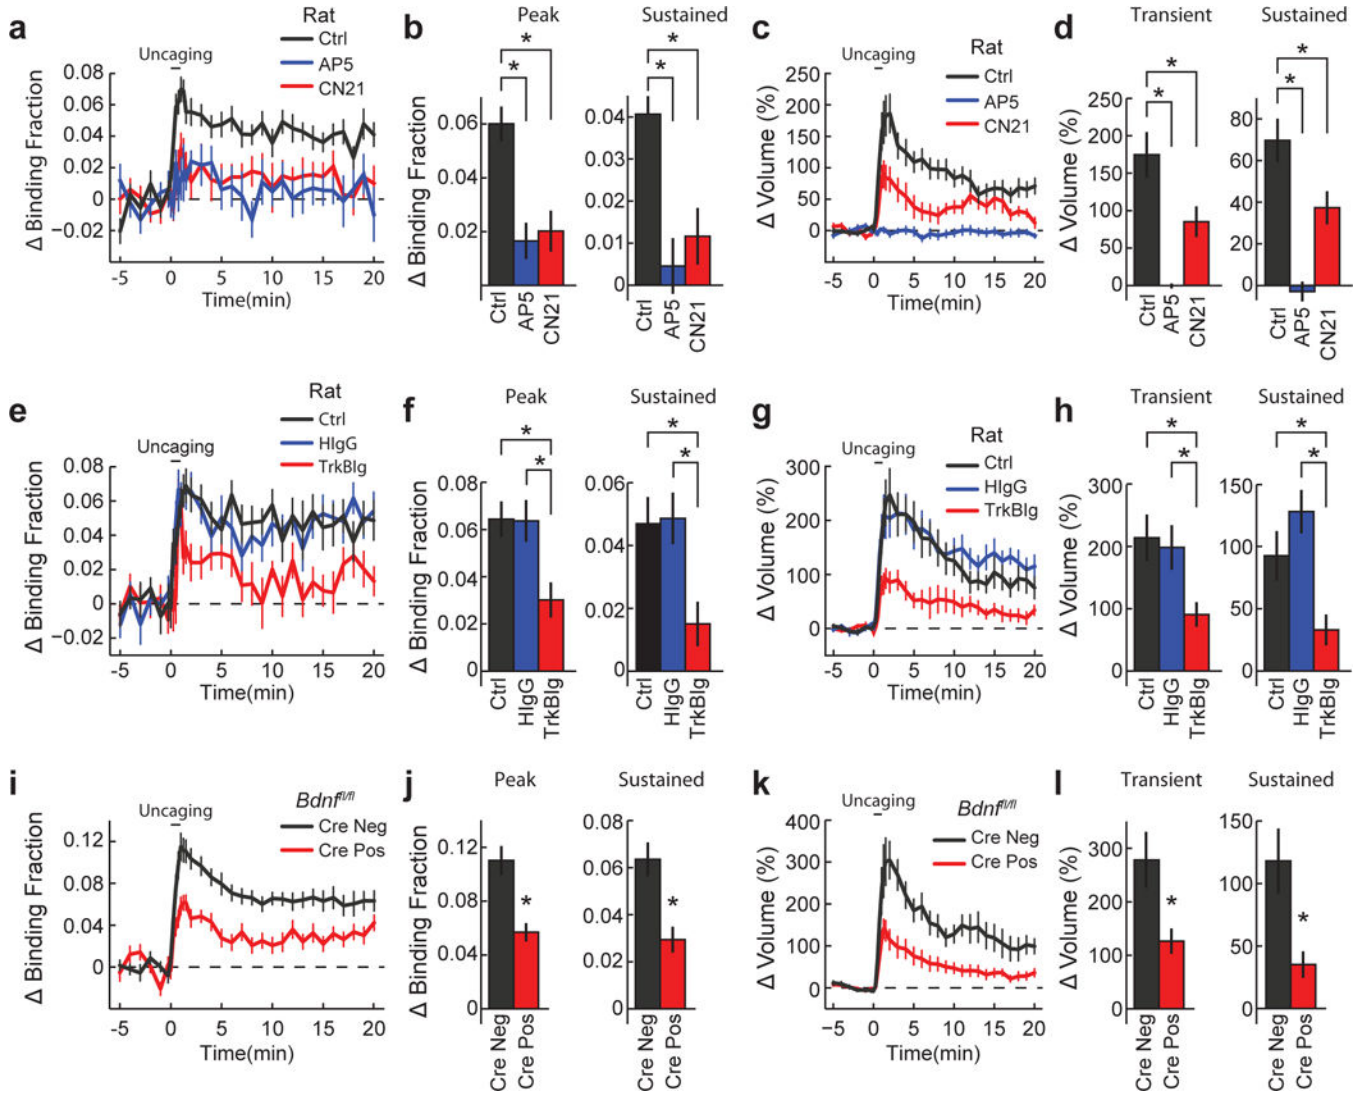 a
Rat
Ctrl
AP5
CN21
Uncaging
Δ Binding Fraction
0.08
0.06
0.04
0.02
0
−0.02
-5 0 5 10 15 20
Time(min)
b
Peak
Sustained
*
*
*
*
Δ Binding Fraction
0.06
0.04
0.02
0.04
0.03
0.02
0.01
0
Ctrl
AP5
CN21
Ctrl
AP5
CN21
c
Rat
Ctrl
AP5
CN21
Uncaging
Δ Volume (%)
250
200
150
100
50
0
-5 0 5 10 15 20
Time(min)
d
Transient
Sustained
*
*
*
*
Δ Volume (%)
250
200
150
100
50
0
80
60
40
20
0
Ctrl
AP5
CN21
Ctrl
AP5
CN21
e
Rat
Ctrl
HIgG
TrkBIg
Uncaging
Δ Binding Fraction
0.08
0.06
0.04
0.02
0
−0.02
-5 0 5 10 15 20
Time(min)
f
Peak
Sustained
*
*
*
*
Δ Binding Fraction
0.08
0.06
0.04
0.02
0
0.06
0.04
0.02
0
Ctrl
HIgG
TrkBIg
Ctrl
HIgG
TrkBIg
g
Rat
Ctrl
HIgG
TrkBIg
Uncaging
Δ Volume (%)
300
200
100
0
-5 0 5 10 15 20
Time(min)
h
Transient
Sustained
*
*
*
*
Δ Volume (%)
300
200
100
0
150
100
50
0
Ctrl
HIgG
TrkBIg
Ctrl
HIgG
TrkBIg
i
Bdnffl/fl
Cre Neg
Cre Pos
Uncaging
Δ Binding Fraction
0.12
0.08
0.04
0
-5 0 5 10 15 20
Time(min)
j
Peak
Sustained
*
*
Δ Binding Fraction
0.12
0.08
0.04
0
0.08
0.06
0.04
0.02
0
Cre Neg
Cre Pos
Cre Neg
Cre Pos
k
Bdnffl/fl
Cre Neg
Cre Pos
Uncaging
Δ Volume (%)
400
300
200
100
0
−5 0 5 10 15 20
Time(min)
l
Transient
Sustained
*
*
Δ Volume (%)
300
200
100
0
150
100
50
0
Cre Neg
Cre Pos
Cre Neg
Cre Pos